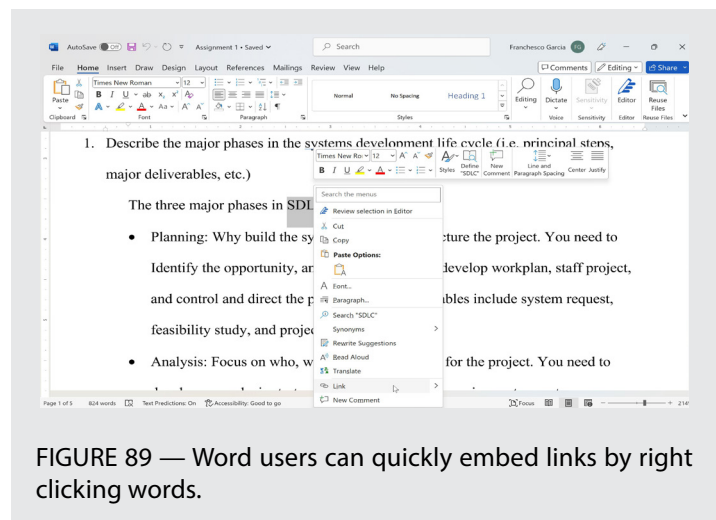 AutoSave Off Assignment 1 • Saved Search Franchesco Garcia FG
File Home Insert Draw Design Layout References Mailings Review View Help Comments Editing Share
Times New Roman 12
Paste B I U ab x₂ x² A Aa A A
Normal No Spacing Heading 1
Editing Dictate Sensitivity Editor Reuse Files
Clipboard Font Paragraph Styles Voice Sensitivity Editor Reuse Files
1. Describe the major phases in the systems development life cycle (i.e. principal steps,
major deliverables, etc.)
Times New Ro 12 A A
B I U A Styles Define "SDLC" New Comment Line and Paragraph Spacing Center Justify
The three major phases in SDL
Search the menus
Review selection in Editor
Cut
Copy
Paste Options:
A
Font...
Paragraph...
Search "SDLC"
Synonyms
Rewrite Suggestions
Read Aloud
Translate
Link
New Comment
• Planning: Why build the sy cture the project. You need to
Identify the opportunity, an develop workplan, staff project,
and control and direct the p ables include system request,
feasibility study, and projec
• Analysis: Focus on who, w for the project. You need to
Page 1 of 5 824 words Text Predictions: On Accessibility: Good to go Focus
FIGURE 89 — Word users can quickly embed links by right
clicking words.